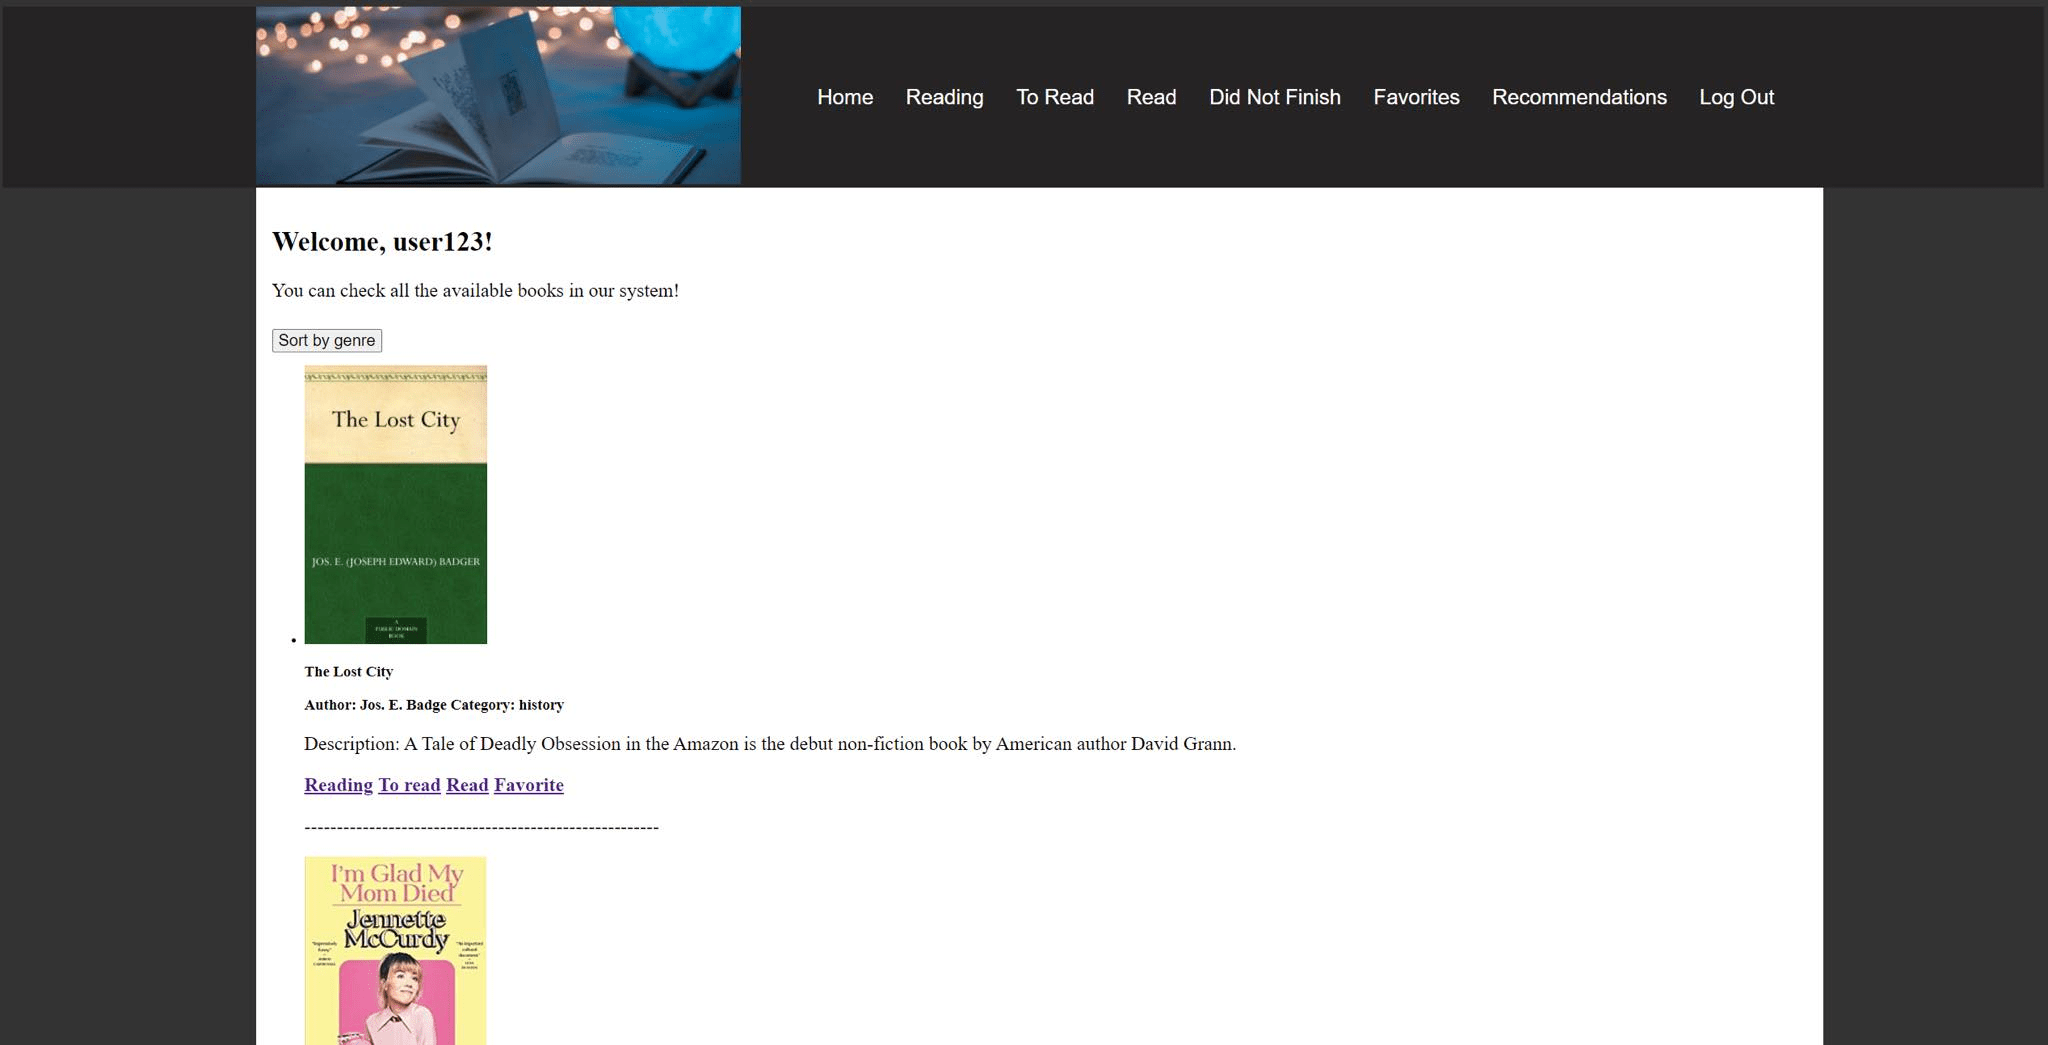 Home Reading To Read Read Did Not Finish Favorites Recommendations Log Out
Welcome, user123!
You can check all the available books in our system!
Sort by genre
The Lost City
JOS. E. (JOSEPH EDWARD) BADGER
A
PUBLIC DOMAIN
BOOK
The Lost City
Author: Jos. E. Badge Category: history
Description: A Tale of Deadly Obsession in the Amazon is the debut non-fiction book by American author David Grann.
Reading To read Read Favorite
-------------------------------------------------------
I'm Glad My
Mom Died
Jennette
McCurdy